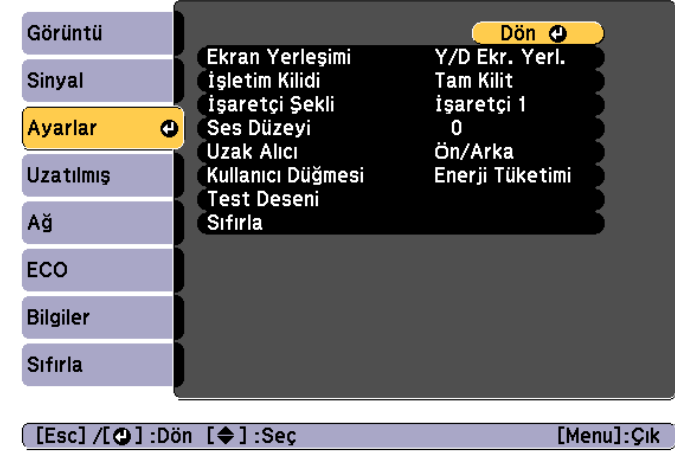 Görüntü
Sinyal
Ayarlar
Uzatılmış
Ağ
ECO
Bilgiler
Sıfırla
Dön
Ekran Yerleşimi Y/D Ekr. Yerl.
İşletim Kilidi Tam Kilit
İşaretçi Şekli İşaretçi 1
Ses Düzeyi 0
Uzak Alıcı Ön/Arka
Kullanıcı Düğmesi Enerji Tüketimi
Test Deseni
Sıfırla
[Esc] /[⏎] :Dön [◆] :Seç [Menu]:Çık